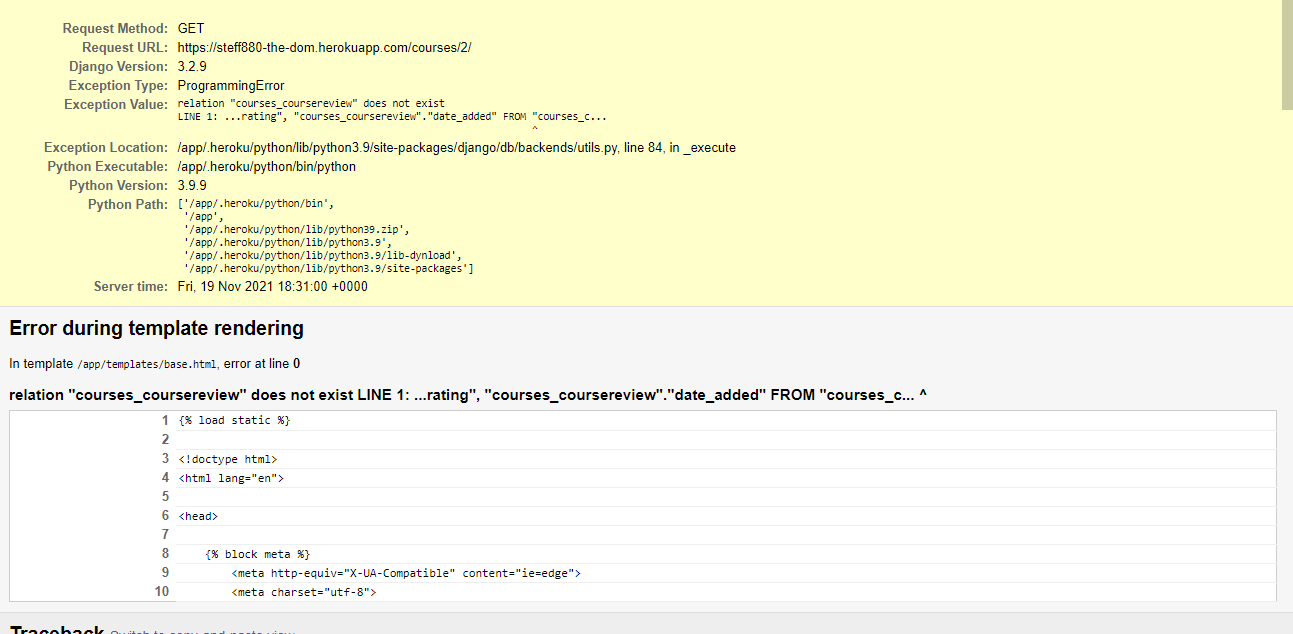 Request Method: GET
Request URL: https://steff880-the-dom.herokuapp.com/courses/2/
Django Version: 3.2.9
Exception Type: ProgrammingError
Exception Value: relation "courses_coursereview" does not exist
LINE 1: ...rating", "courses_coursereview"."date_added" FROM "courses_c...
^
Exception Location: /app/.heroku/python/lib/python3.9/site-packages/django/db/backends/utils.py, line 84, in _execute
Python Executable: /app/.heroku/python/bin/python
Python Version: 3.9.9
Python Path: ['/app/.heroku/python/bin',
'/app',
'/app/.heroku/python/lib/python39.zip',
'/app/.heroku/python/lib/python3.9',
'/app/.heroku/python/lib/python3.9/lib-dynload',
'/app/.heroku/python/lib/python3.9/site-packages']
Server time: Fri, 19 Nov 2021 18:31:00 +0000
Error during template rendering
In template /app/templates/base.html, error at line 0
relation "courses_coursereview" does not exist LINE 1: ...rating", "courses_coursereview"."date_added" FROM "courses_c... ^
1 {% load static %}
2
3 <!doctype html>
4 <html lang="en">
5
6 <head>
7
8 {% block meta %}
9 <meta http-equiv="X-UA-Compatible" content="ie=edge">
10 <meta charset="utf-8">
Traceback Switch to copy-and-paste view